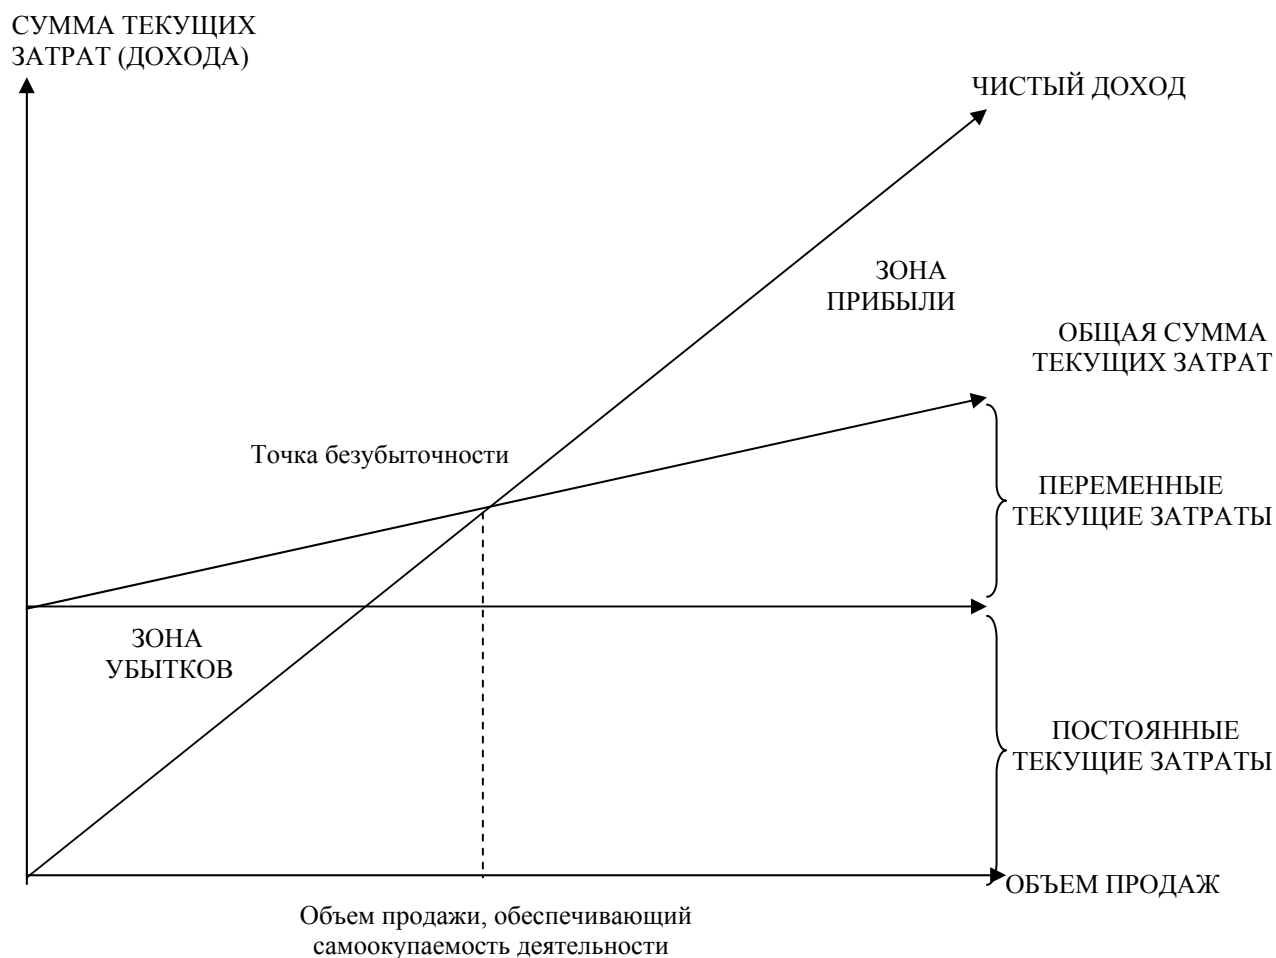 СУММА ТЕКУЩИХ
ЗАТРАТ (ДОХОДА)
ЧИСТЫЙ ДОХОД
ЗОНА
ПРИБЫЛИ
ОБЩАЯ СУММА
ТЕКУЩИХ ЗАТРАТ
Точка безубыточности
ПЕРЕМЕННЫЕ
ТЕКУЩИЕ ЗАТРАТЫ
ЗОНА
УБЫТКОВ
ПОСТОЯННЫЕ
ТЕКУЩИЕ ЗАТРАТЫ
ОБЪЕМ ПРОДАЖ
Объем продажи, обеспечивающий
самоокупаемость деятельности